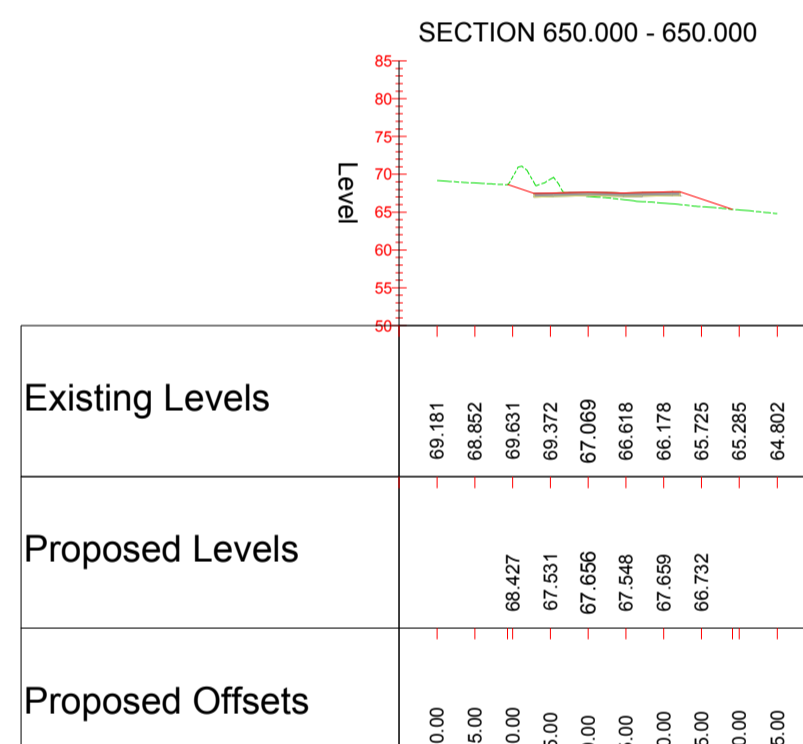 SECTION 650.000 - 650.000
Level
85
80
75
70
65
60
55
50
Existing Levels
69.181 68.852 69.631 69.372 67.069 66.618 66.178 65.725 65.285 64.802
Proposed Levels
68.427 67.531 67.656 67.548 67.659 66.732
Proposed Offsets